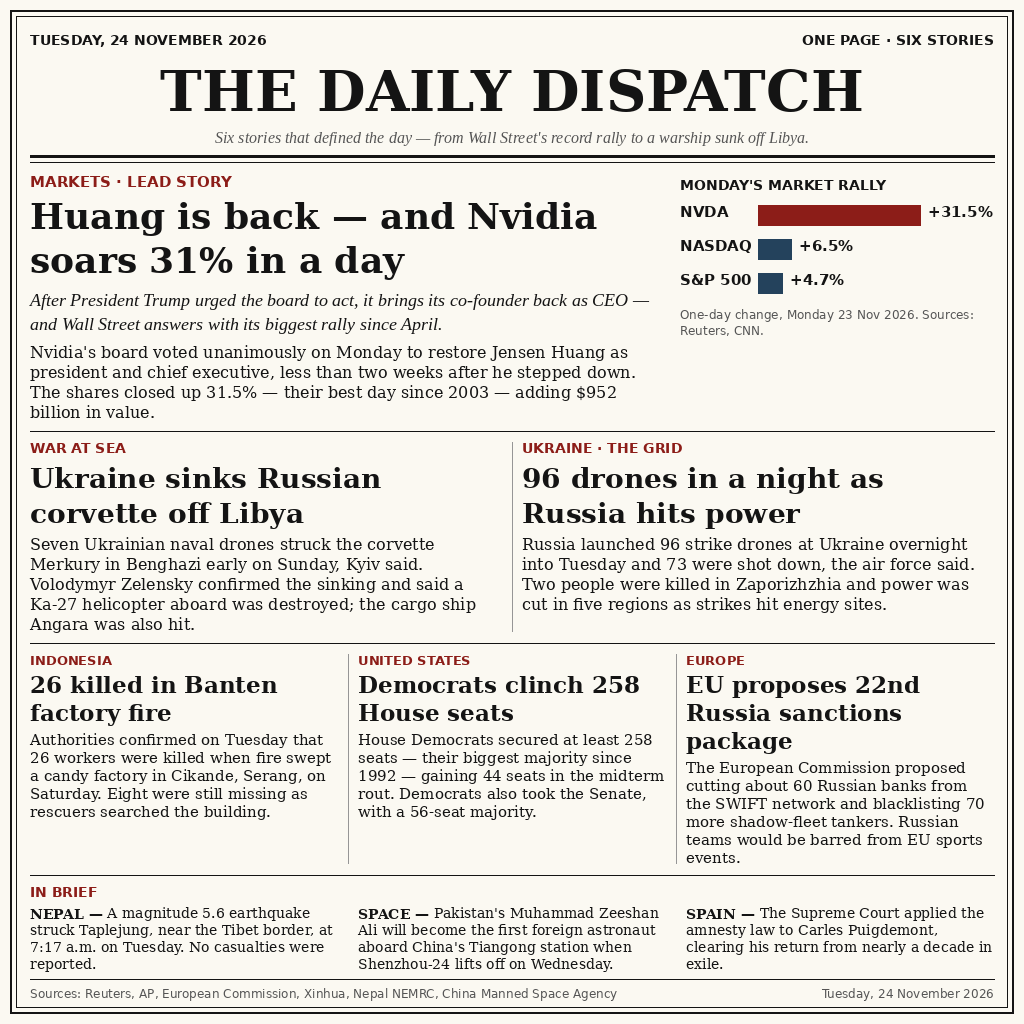 TUESDAY, 24 NOVEMBER 2026
ONE PAGE · SIX STORIES
THE DAILY DISPATCH
Six stories that defined the day — from Wall Street's record rally to a warship sunk off Libya.
MARKETS · LEAD STORY
Huang is back — and Nvidia
soars 31% in a day
After President Trump urged the board to act, it brings its co-founder back as CEO —
and Wall Street answers with its biggest rally since April.
Nvidia's board voted unanimously on Monday to restore Jensen Huang as
president and chief executive, less than two weeks after he stepped down.
The shares closed up 31.5% — their best day since 2003 — adding $952
billion in value.
MONDAY'S MARKET RALLY
NVDA +31.5%
NASDAQ +6.5%
S&P 500 +4.7%
One-day change, Monday 23 Nov 2026. Sources:
Reuters, CNN.
WAR AT SEA
Ukraine sinks Russian
corvette off Libya
Seven Ukrainian naval drones struck the corvette
Merkury in Benghazi early on Sunday, Kyiv said.
Volodymyr Zelensky confirmed the sinking and said a
Ka-27 helicopter aboard was destroyed; the cargo ship
Angara was also hit.
UKRAINE · THE GRID
96 drones in a night as
Russia hits power
Russia launched 96 strike drones at Ukraine overnight
into Tuesday and 73 were shot down, the air force said.
Two people were killed in Zaporizhzhia and power was
cut in five regions as strikes hit energy sites.
INDONESIA
26 killed in Banten
factory fire
Authorities confirmed on Tuesday that
26 workers were killed when fire swept
a candy factory in Cikande, Serang, on
Saturday. Eight were still missing as
rescuers searched the building.
UNITED STATES
Democrats clinch 258
House seats
House Democrats secured at least 258
seats — their biggest majority since
1992 — gaining 44 seats in the midterm
rout. Democrats also took the Senate,
with a 56-seat majority.
EUROPE
EU proposes 22nd
Russia sanctions
package
The European Commission proposed
cutting about 60 Russian banks from
the SWIFT network and blacklisting 70
more shadow-fleet tankers. Russian
teams would be barred from EU sports
events.
IN BRIEF
NEPAL — A magnitude 5.6 earthquake
struck Taplejung, near the Tibet border, at
7:17 a.m. on Tuesday. No casualties were
reported.
SPACE — Pakistan's Muhammad Zeeshan
Ali will become the first foreign astronaut
aboard China's Tiangong station when
Shenzhou-24 lifts off on Wednesday.
SPAIN — The Supreme Court applied the
amnesty law to Carles Puigdemont,
clearing his return from nearly a decade in
exile.
Sources: Reuters, AP, European Commission, Xinhua, Nepal NEMRC, China Manned Space Agency
Tuesday, 24 November 2026